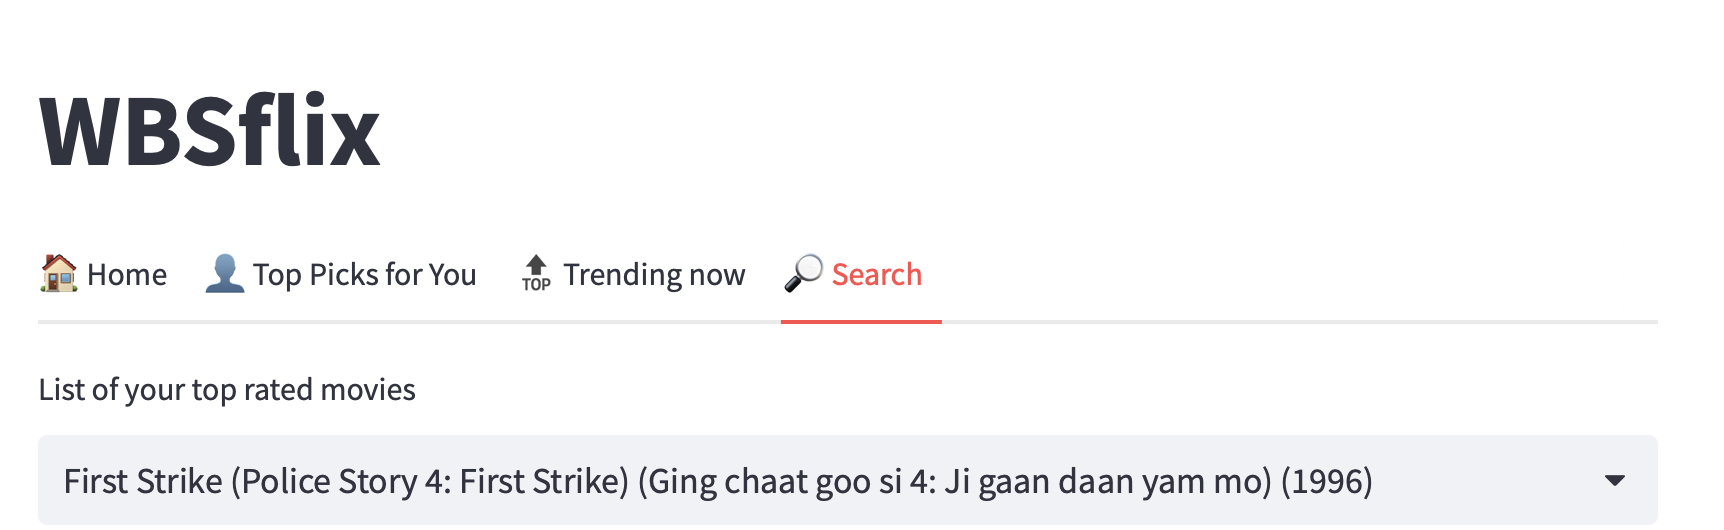 WBSflix
Home Top Picks for You TOP Trending now Search
List of your top rated movies
First Strike (Police Story 4: First Strike) (Ging chaat goo si 4: Ji gaan daan yam mo) (1996)